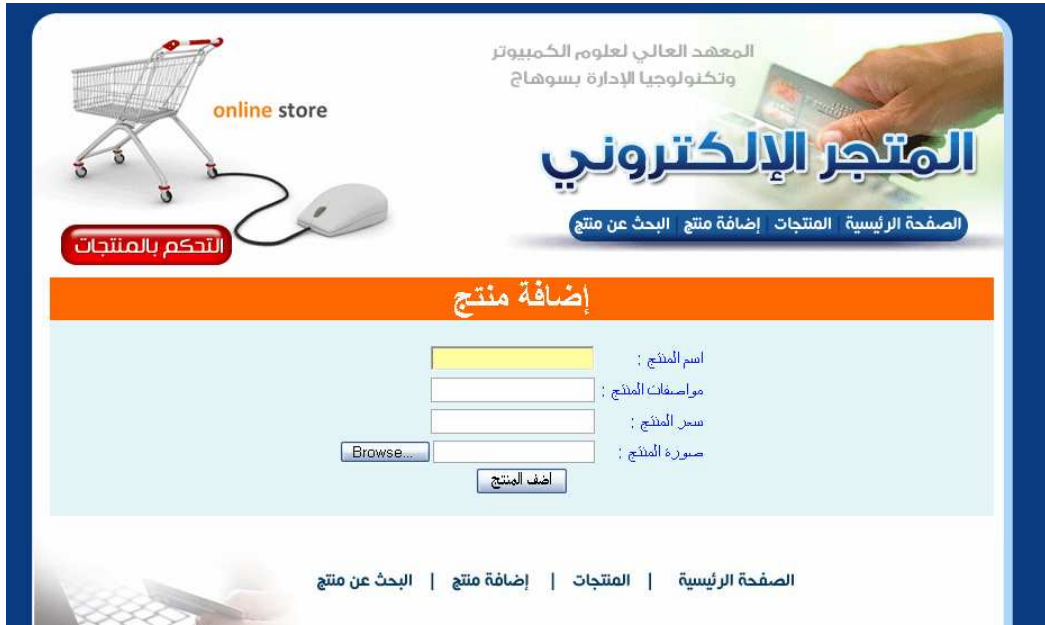 المعهد العالي لعلوم الكمبيوتر
وتكنولوجيا الإدارة بسوهاج
online store
المتجر الإلكتروني
الصفحة الرئيسية | المنتجات | إضافة منتج | البحث عن منتج
التحكم بالمنتجات
إضافة منتج
اسم المنتج :
مواصفات المنتج :
سعر المنتج :
صورة المنتج : Browse...
اضف المنتج
الصفحة الرئيسية | المنتجات | إضافة منتج | البحث عن منتج